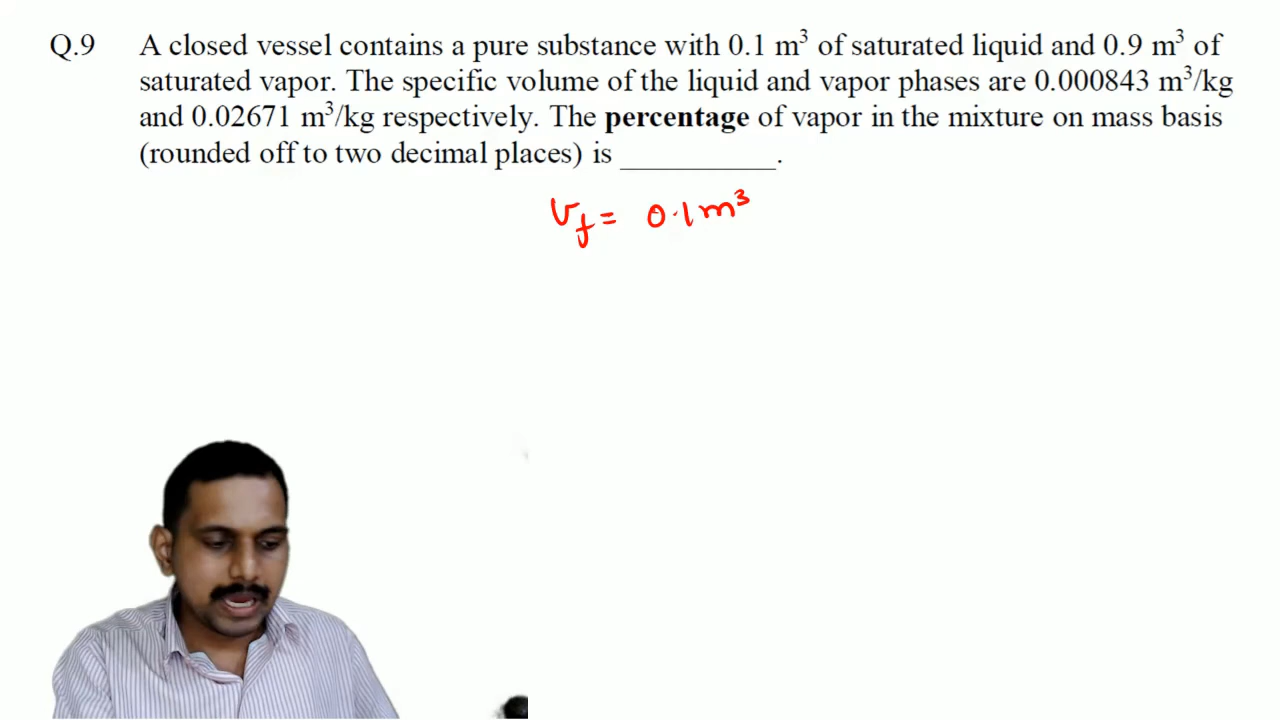 Q.9 A closed vessel contains a pure substance with 0.1 m³ of saturated liquid and 0.9 m³ of
saturated vapor. The specific volume of the liquid and vapor phases are 0.000843 m³/kg
and 0.02671 m³/kg respectively. The percentage of vapor in the mixture on mass basis
(rounded off to two decimal places) is __________.
V_f = 0.1 m³